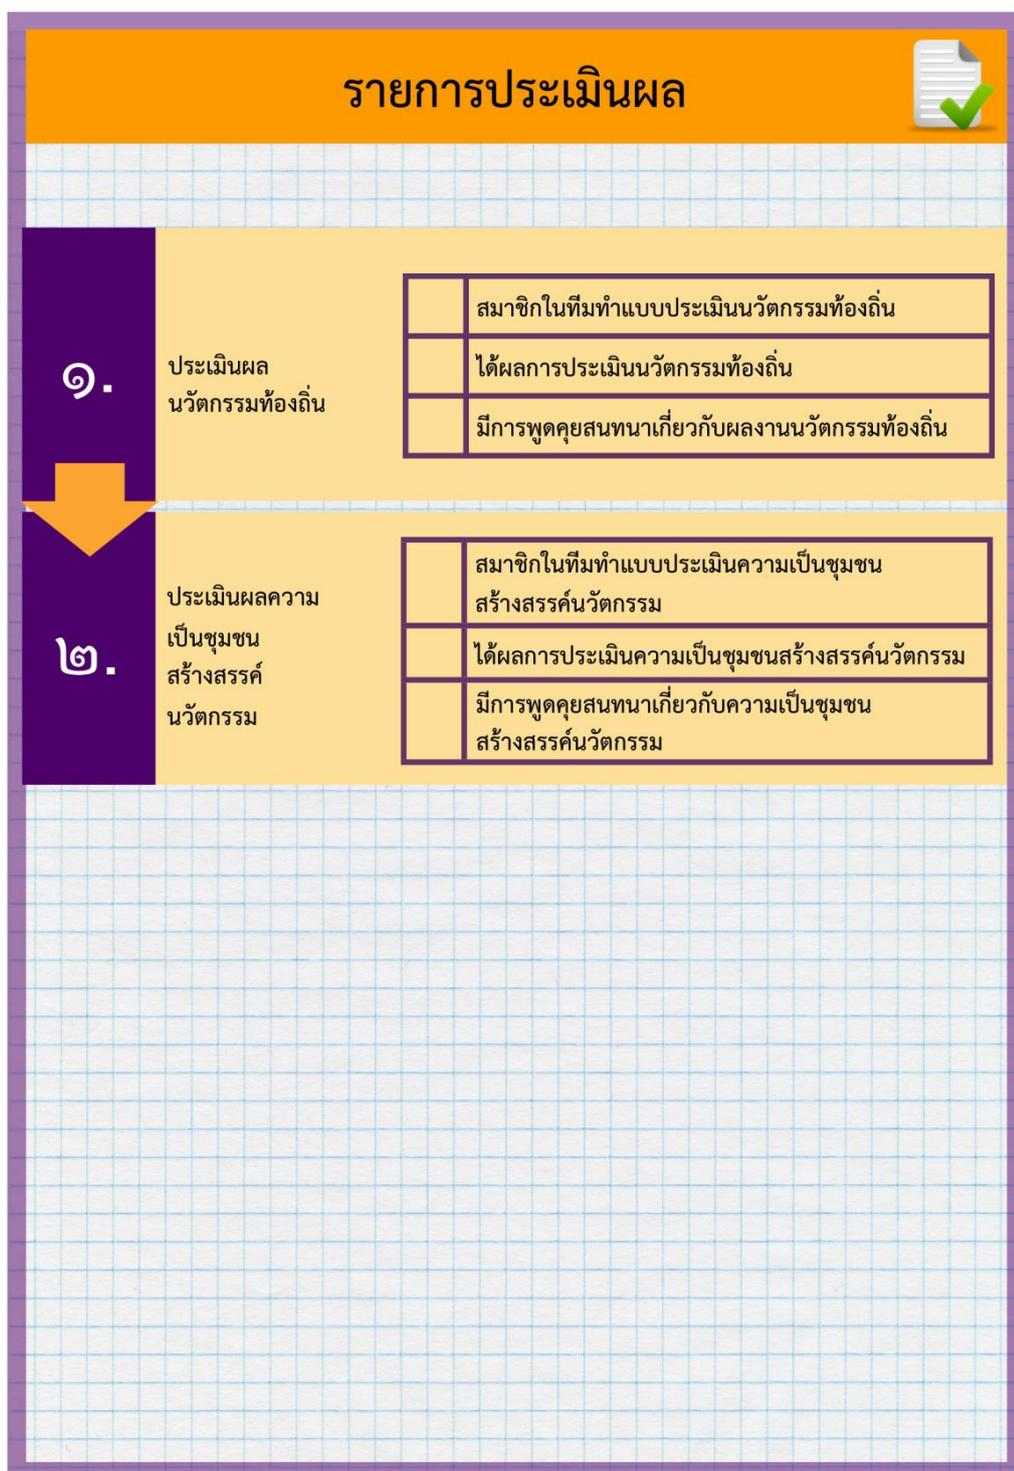 รายการประเมินผล
๑.
ประเมินผล
นวัตกรรมท้องถิ่น
สมาชิกในทีมทำแบบประเมินนวัตกรรมท้องถิ่น
ได้ผลการประเมินนวัตกรรมท้องถิ่น
มีการพูดคุยสนทนาเกี่ยวกับผลงานนวัตกรรมท้องถิ่น
๒.
ประเมินผลความ
เป็นชุมชน
สร้างสรรค์
นวัตกรรม
สมาชิกในทีมทำแบบประเมินความเป็นชุมชน
สร้างสรรค์นวัตกรรม
ได้ผลการประเมินความเป็นชุมชนสร้างสรรค์นวัตกรรม
มีการพูดคุยสนทนาเกี่ยวกับความเป็นชุมชน
สร้างสรรค์นวัตกรรม